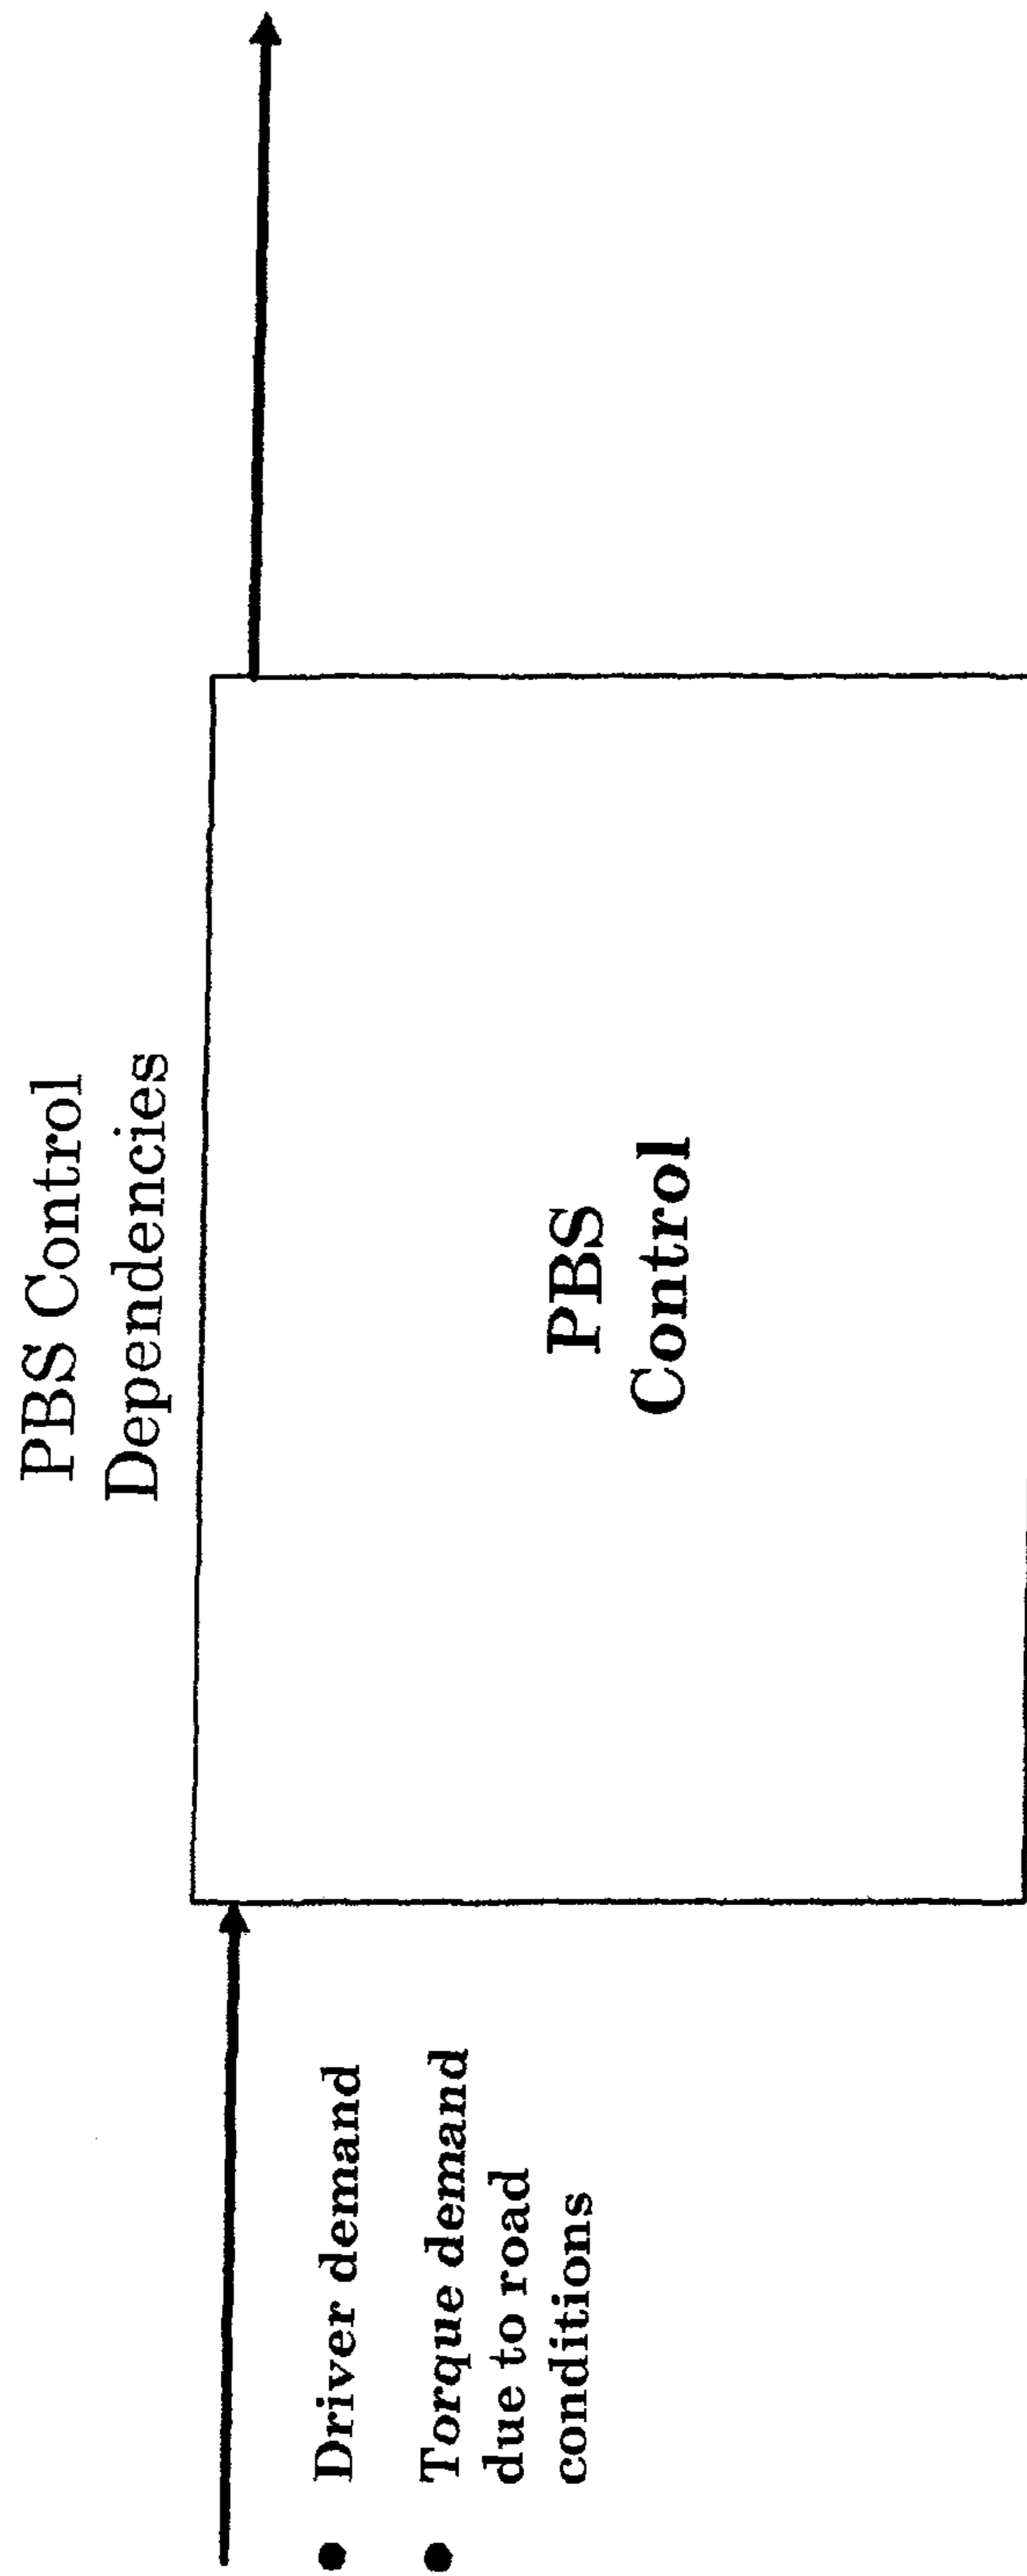 PBS Control
Dependencies
PBS
Control
● Driver demand
● Torque demand
due to road
conditions